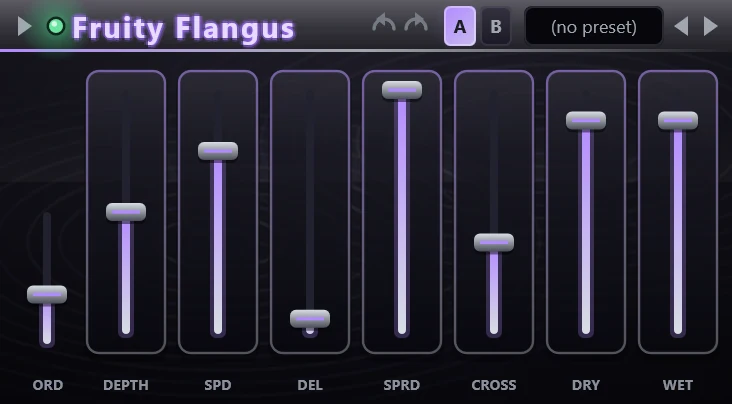 Fruity Flangus
A B (no preset)
ORD DEPTH SPD DEL SPRD CROSS DRY WET